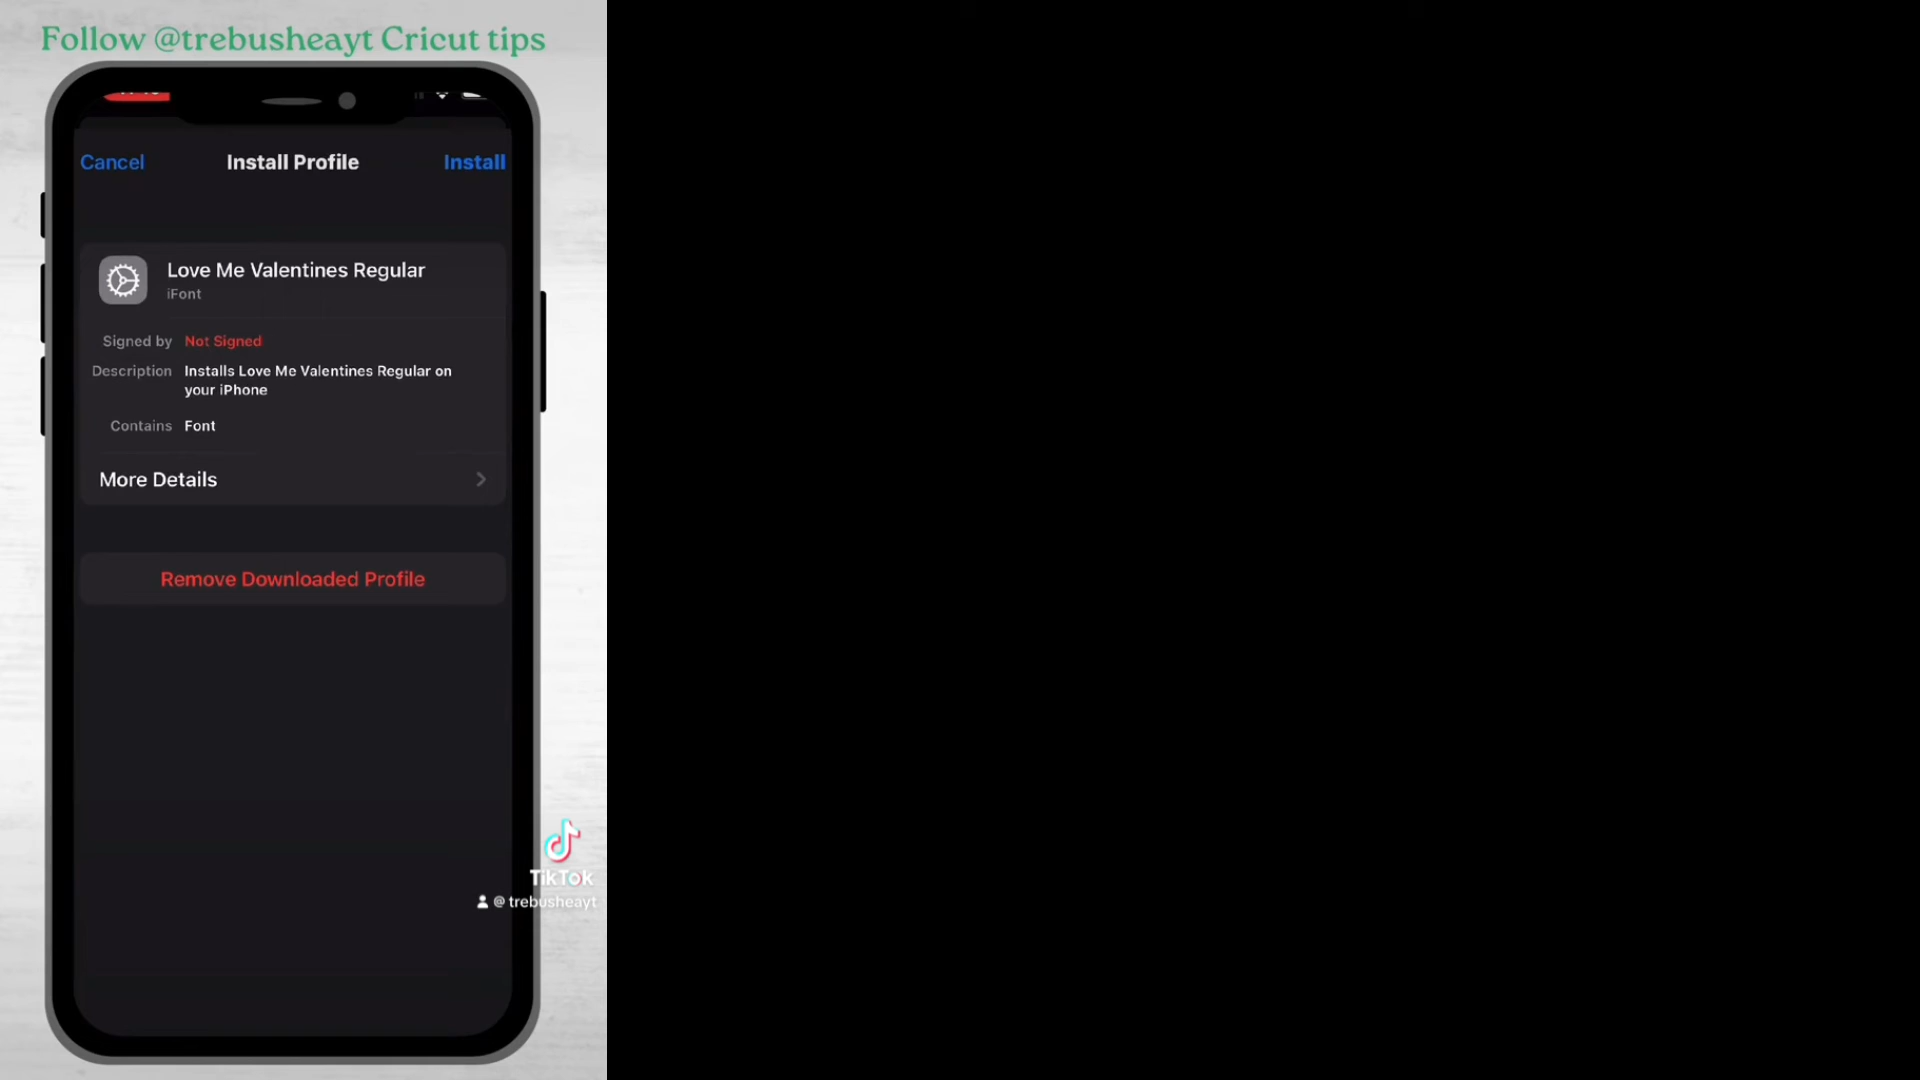 Follow @trebusheayt Cricut tips
Cancel Install Profile Install
Love Me Valentines Regular
iFont
Signed by Not Signed
Description Installs Love Me Valentines Regular on
your iPhone
Contains Font
More Details
Remove Downloaded Profile
TikTok
@trebusheayt